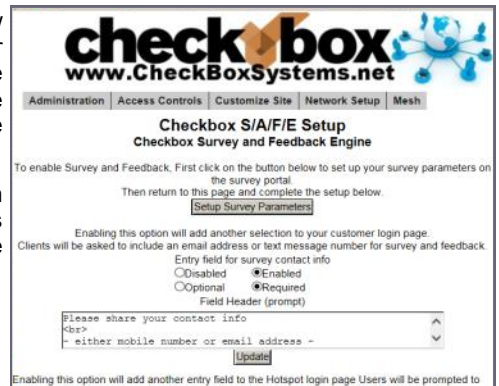 check box
www.CheckBoxSystems.net
Administration Access Controls Customize Site Network Setup Mesh
Checkbox S/A/F/E Setup
Checkbox Survey and Feedback Engine
To enable Survey and Feedback, First click on the button below to set up your survey parameters on
the survey portal.
Then return to this page and complete the setup below.
Setup Survey Parameters
Enabling this option will add another selection to your customer login page.
Clients will be asked to include an email address or text message number for survey and feedback.
Entry field for survey contact info
Disabled Enabled
Optional Required
Field Header (prompt)
Please share your contact info
<br>
- either mobile number or email address -
Update
Enabling this option will add another entry field to the Hotspot login page Users will be prompted to